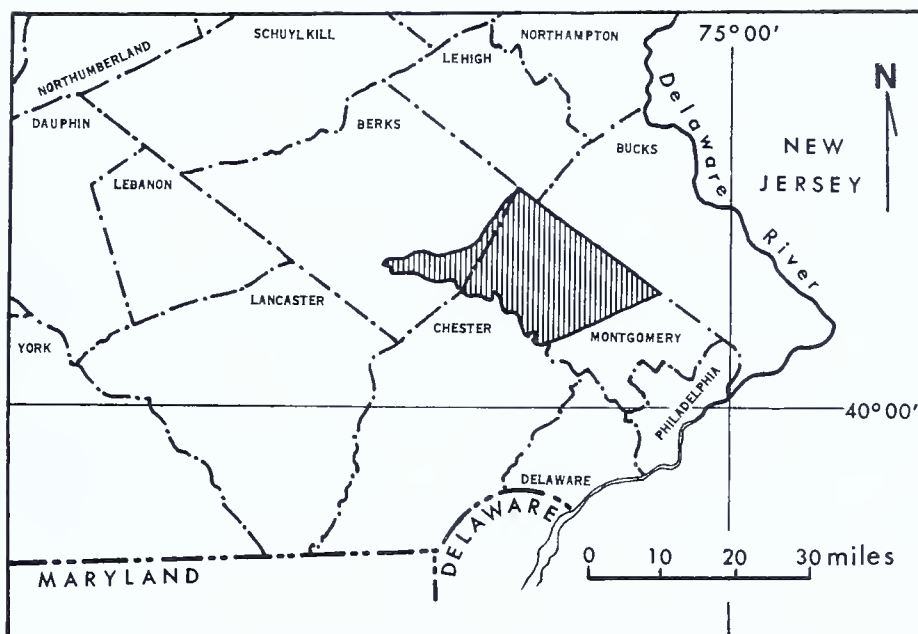 SCHUYLKILL
NORTHAMPTON
75°00'
NORTHUMBERLAND
LEHIGH
N
DAUPHIN
BERKS
Delaware River
BUCKS
NEW
JERSEY
LEBANON
LANCASTER
CHESTER
MONTGOMERY
YORK
PHILADELPHIA
40°00'
DELAWARE
DELAWARE
MARYLAND
0 10 20 30 miles